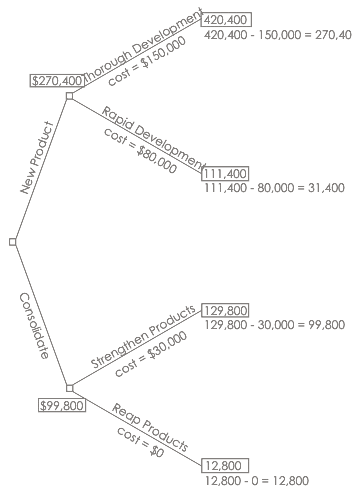 420,400
Thorough Development
420,400 - 150,000 = 270,40
cost = $150,000
$270,400
Rapid Development
cost = $80,000
New Product
111,400
111,400 - 80,000 = 31,400
Consolidate
129,800
Strengthen Products
129,800 - 30,000 = 99,800
cost = $30,000
$99,800
Reap Products
cost = $0
12,800
12,800 - 0 = 12,800